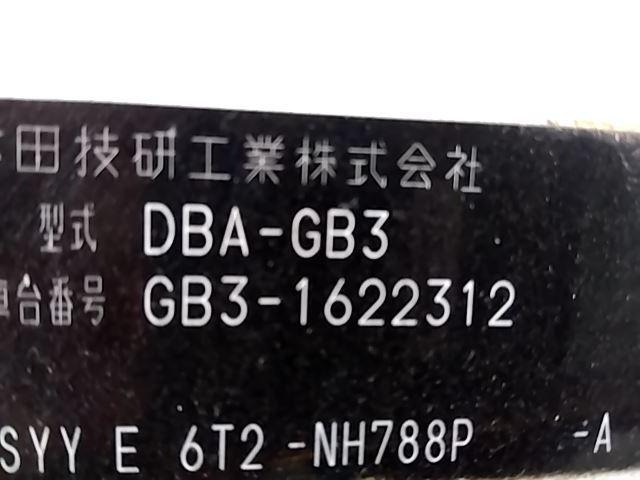 田技研工業株式会社
型式 DBA-GB3
台番号 GB3-1622312
SYY E 6T2 -NH788P -A